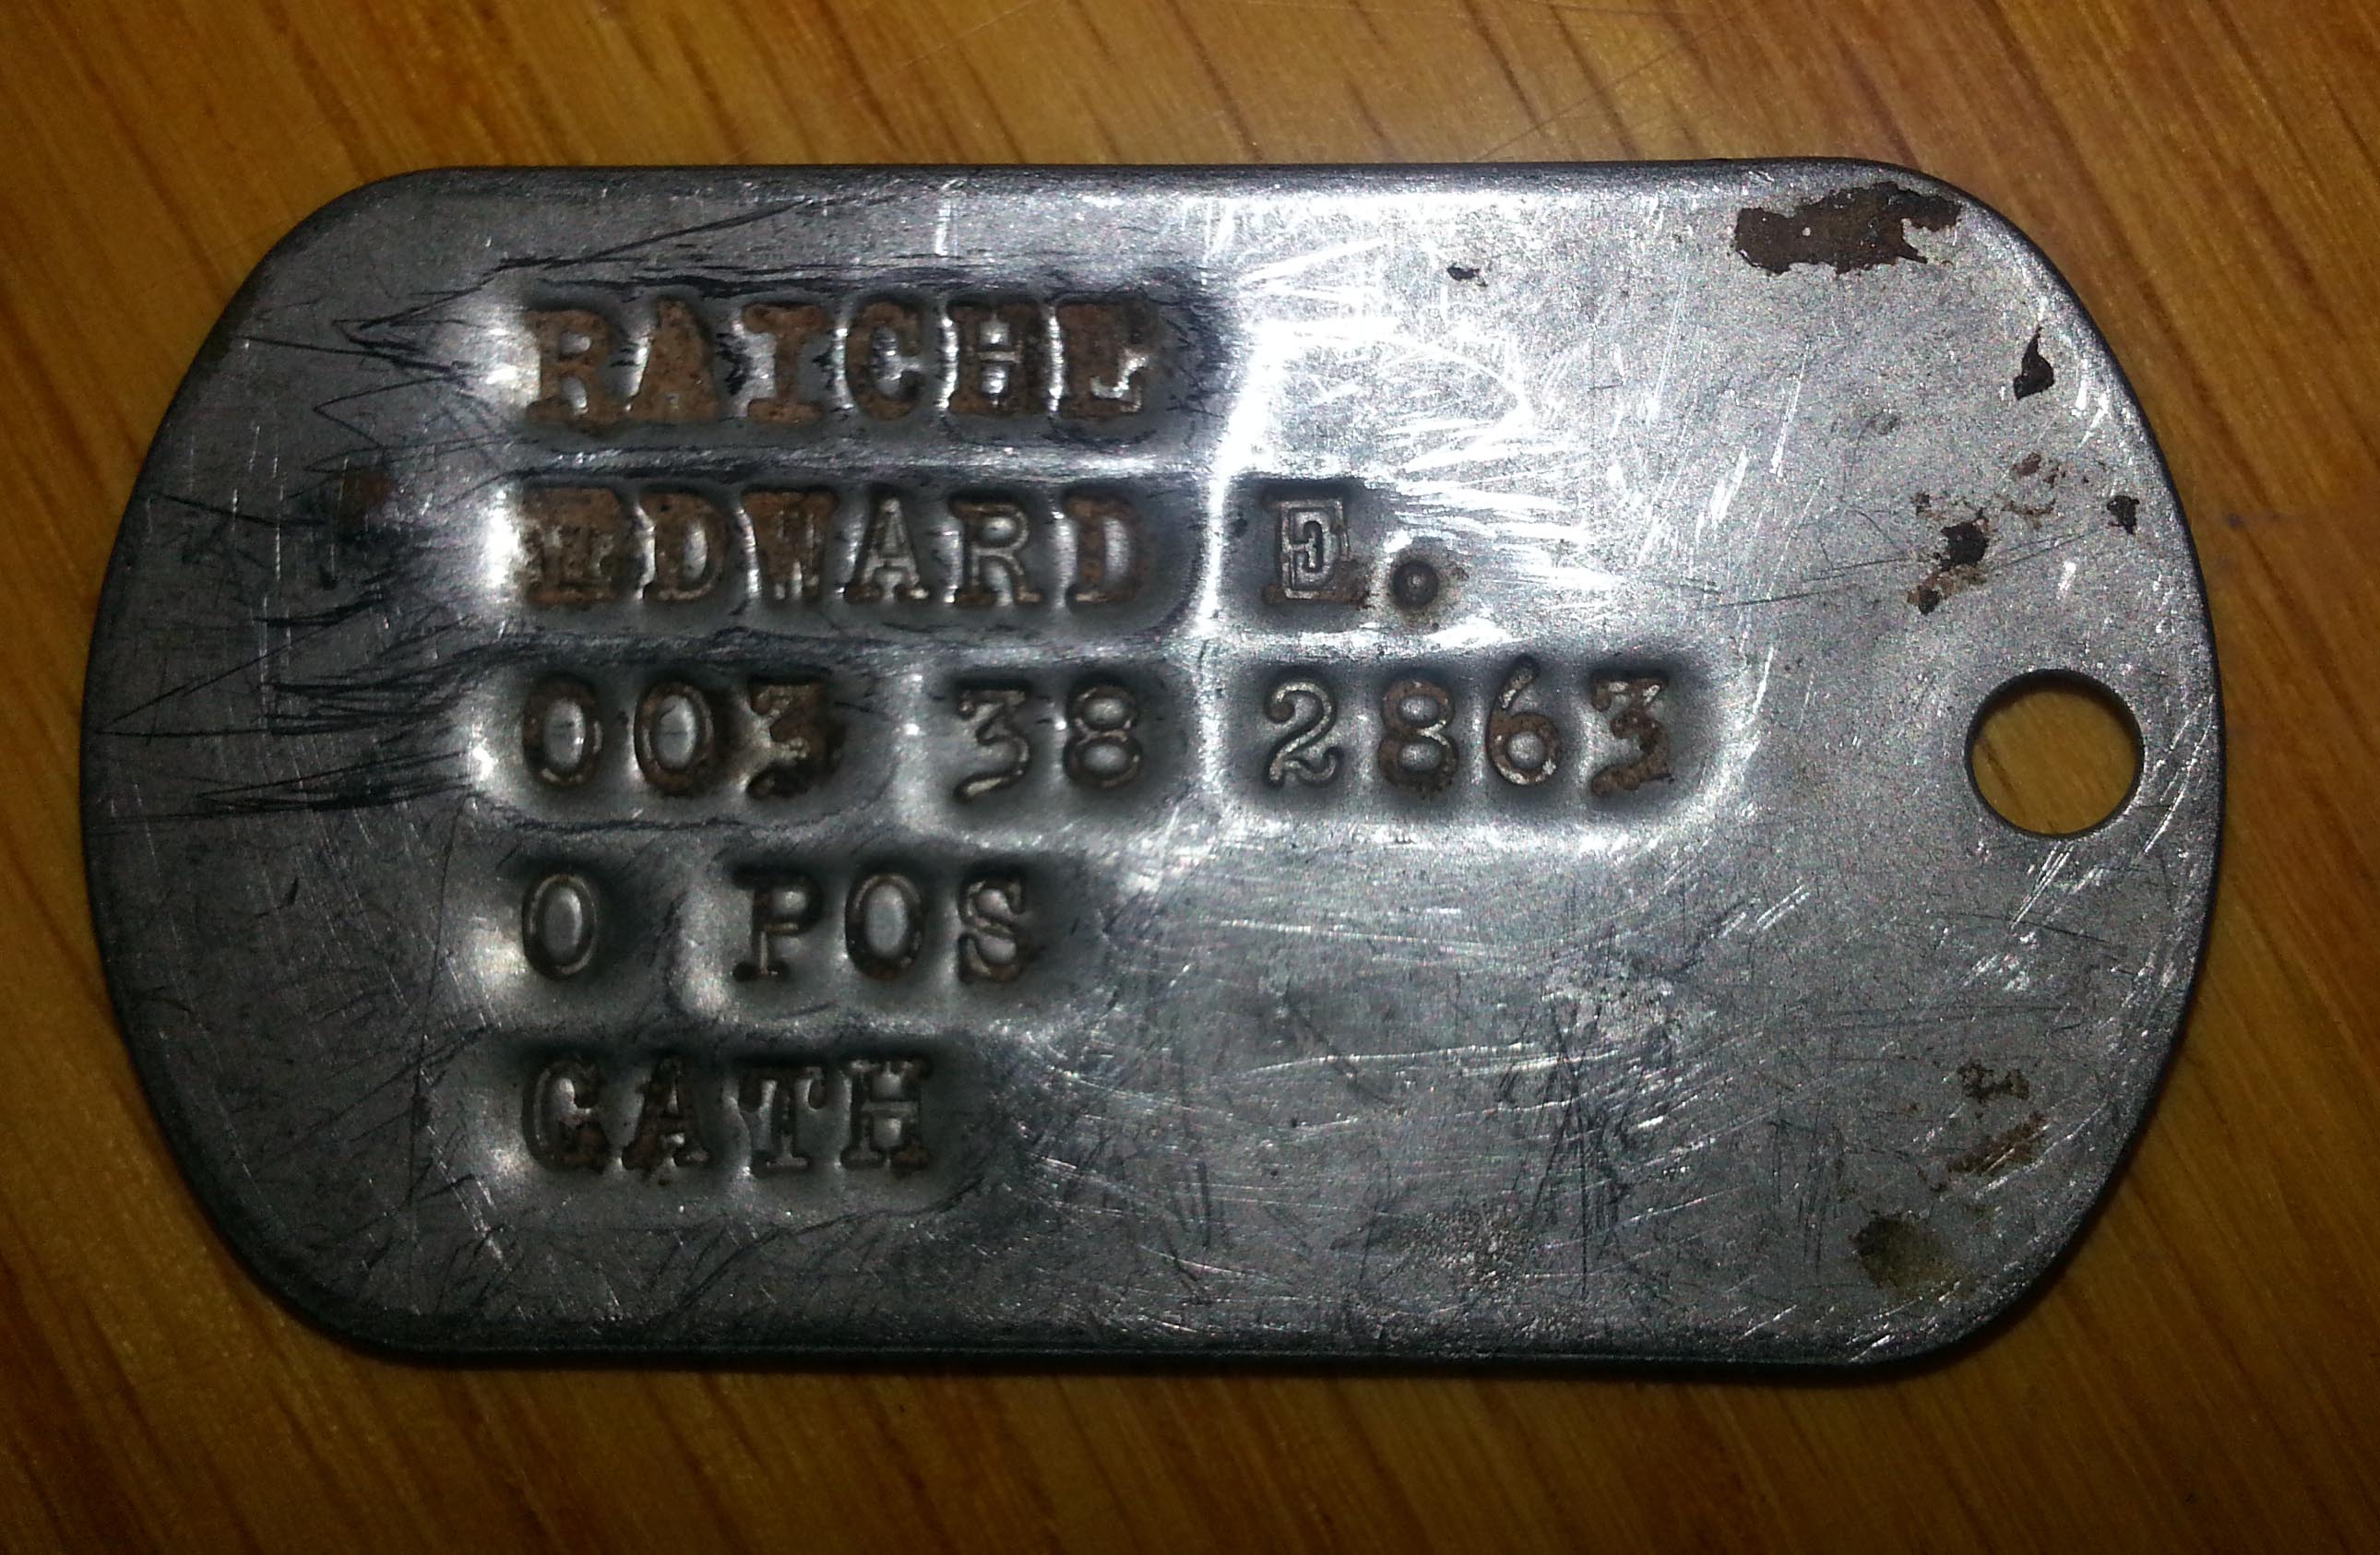 RAICHE
EDWARD E.
003 38 2863
O POS
CATH